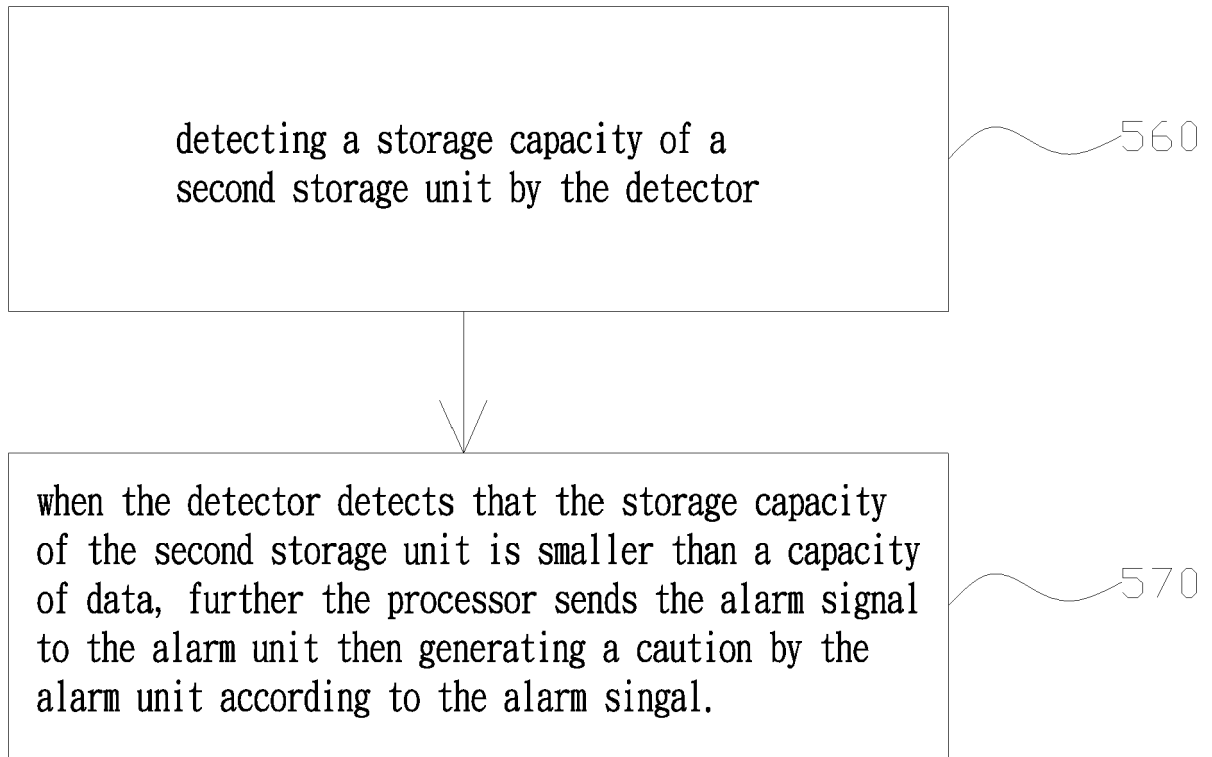 detecting a storage capacity of a
second storage unit by the detector
560
when the detector detects that the storage capacity
of the second storage unit is smaller than a capacity
of data, further the processor sends the alarm signal
to the alarm unit then generating a caution by the
alarm unit according to the alarm singal.
570